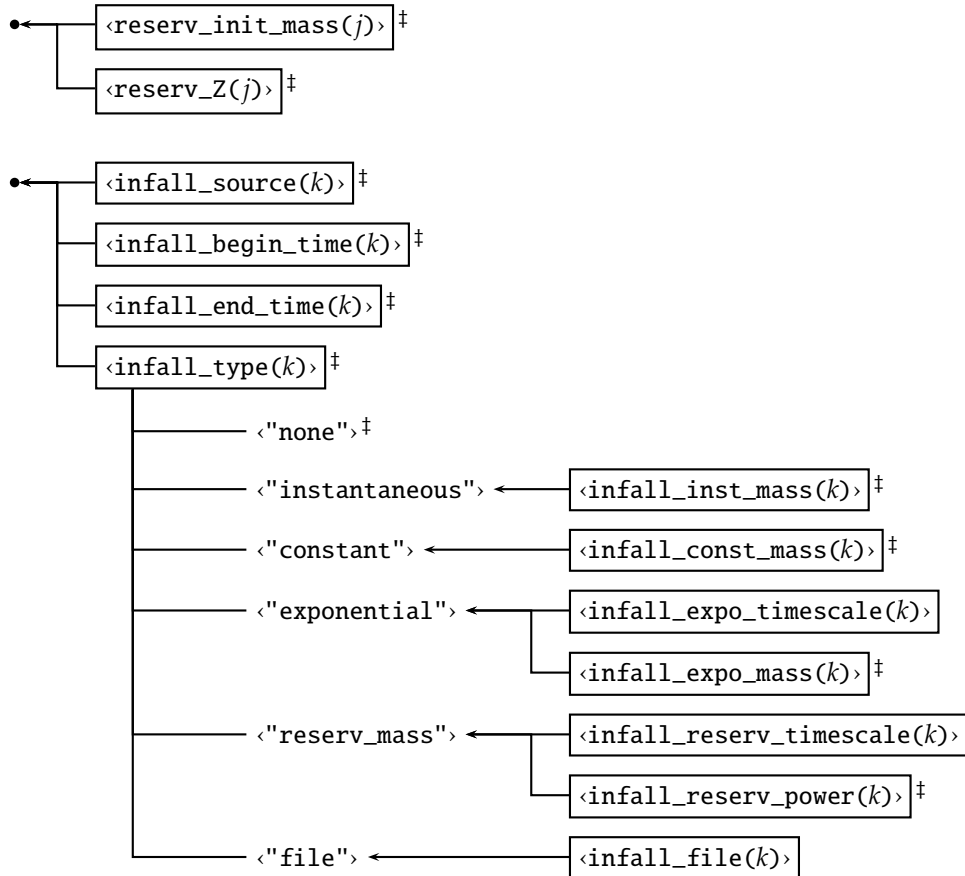 ‹reserv_init_mass(j)›‡
‹reserv_Z(j)›‡
‹infall_source(k)›‡
‹infall_begin_time(k)›‡
‹infall_end_time(k)›‡
‹infall_type(k)›‡
‹"none"›‡
‹"instantaneous"› ‹infall_inst_mass(k)›‡
‹"constant"› ‹infall_const_mass(k)›‡
‹"exponential"› ‹infall_expo_timescale(k)›
‹infall_expo_mass(k)›‡
‹"reserv_mass"› ‹infall_reserv_timescale(k)›
‹infall_reserv_power(k)›‡
‹"file"› ‹infall_file(k)›